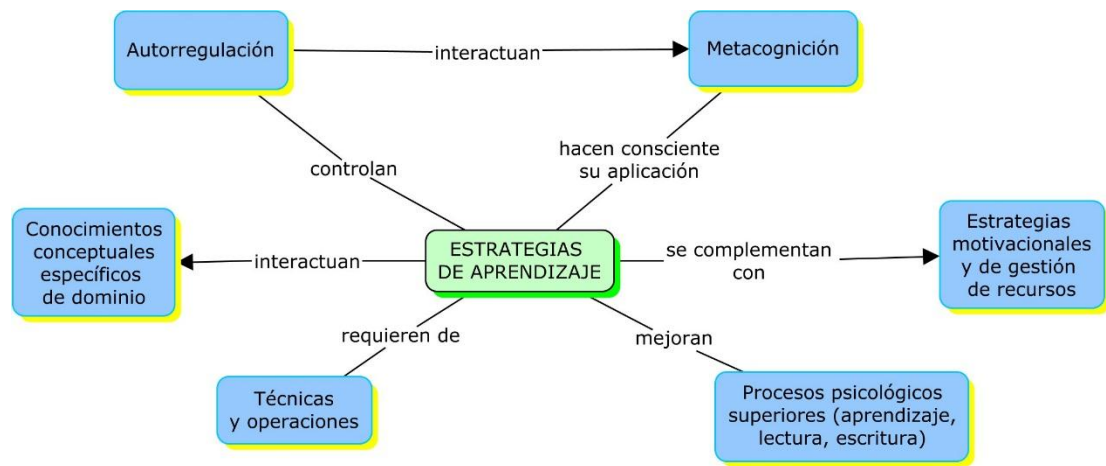 Autorregulación
interactuan
Metacognición
controlan
hacen consciente
su aplicación
Conocimientos
conceptuales
específicos
de dominio
interactuan
ESTRATEGIAS
DE APRENDIZAJE
se complementan
con
Estrategias
motivacionales
y de gestión
de recursos
requieren de
mejoran
Técnicas
y operaciones
Procesos psicológicos
superiores (aprendizaje,
lectura, escritura)